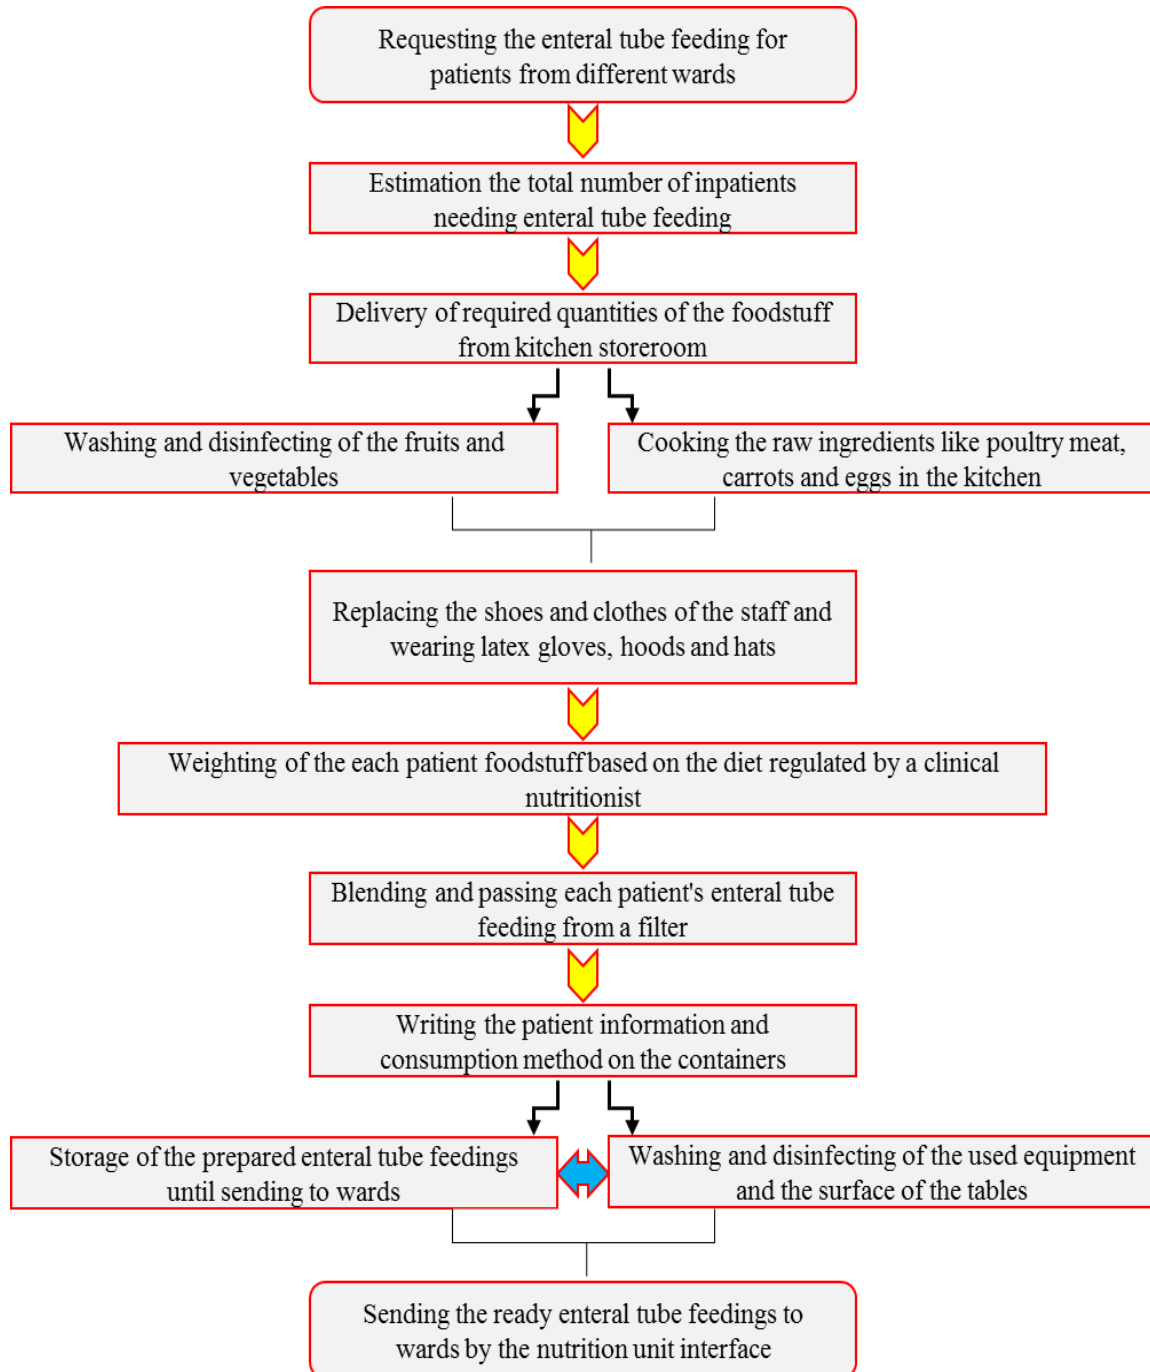 Requesting the enteral tube feeding for
patients from different wards
Estimation the total number of inpatients
needing enteral tube feeding
Delivery of required quantities of the foodstuff
from kitchen storeroom
Washing and disinfecting of the fruits and
vegetables
Cooking the raw ingredients like poultry meat,
carrots and eggs in the kitchen
Replacing the shoes and clothes of the staff and
wearing latex gloves, hoods and hats
Weighting of the each patient foodstuff based on the diet regulated by a clinical
nutritionist
Blending and passing each patient's enteral tube
feeding from a filter
Writing the patient information and
consumption method on the containers
Storage of the prepared enteral tube feedings
until sending to wards
Washing and disinfecting of the used equipment
and the surface of the tables
Sending the ready enteral tube feedings to
wards by the nutrition unit interface